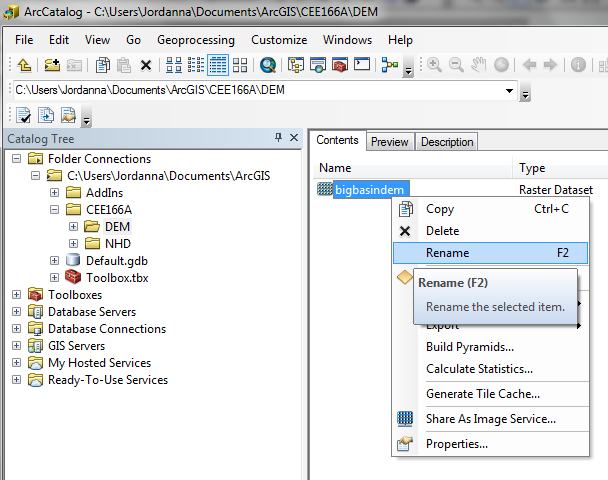 ArcCatalog - C:\Users\Jordanna\Documents\ArcGIS\CEE166A\DEM
File Edit View Go Geoprocessing Customize Windows Help
C:\Users\Jordanna\Documents\ArcGIS\CEE166A\DEM
Catalog Tree
Folder Connections
C:\Users\Jordanna\Documents\ArcGIS
AddIns
CEE166A
DEM
NHD
Default.gdb
Toolbox.tbx
Toolboxes
Database Servers
Database Connections
GIS Servers
My Hosted Services
Ready-To-Use Services
Contents Preview Description
Name Type
bigbasindem Raster Dataset
Copy Ctrl+C
Delete
Rename F2
Rename (F2)
Rename the selected item.
Export
Build Pyramids...
Calculate Statistics...
Generate Tile Cache...
Share As Image Service...
Properties...